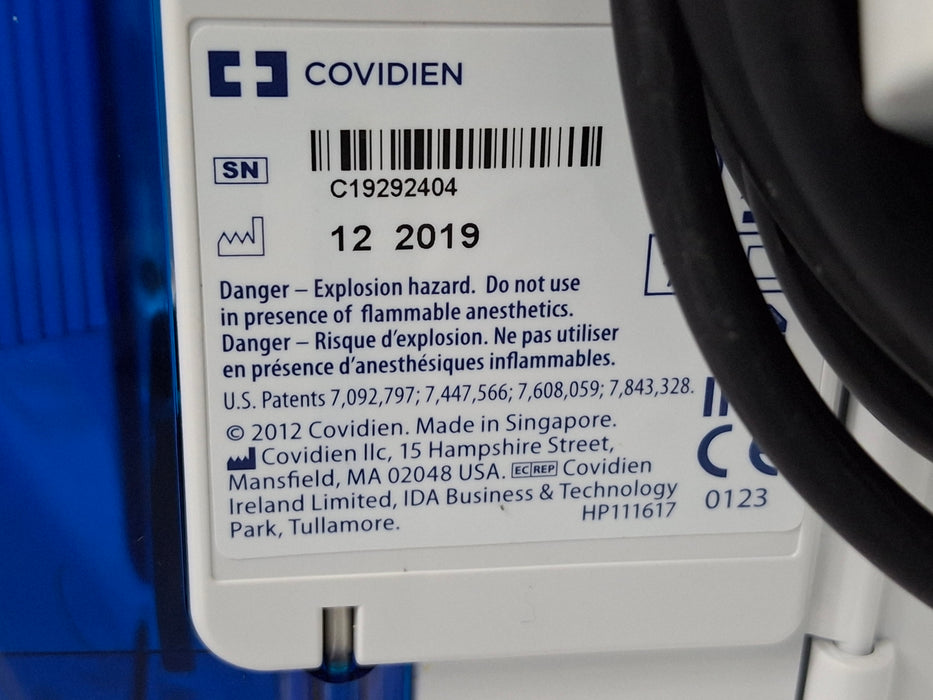 COVIDIEN
SN
C19292404
12 2019
Danger – Explosion hazard. Do not use
in presence of flammable anesthetics.
Danger – Risque d’explosion. Ne pas utiliser
en présence d’anesthésiques inflammables.
U.S. Patents 7,092,797; 7,447,566; 7,608,059; 7,843,328.
© 2012 Covidien. Made in Singapore.
Covidien llc, 15 Hampshire Street,
Mansfield, MA 02048 USA. EC REP Covidien
Ireland Limited, IDA Business & Technology
Park, Tullamore.
HP111617
CE
0123